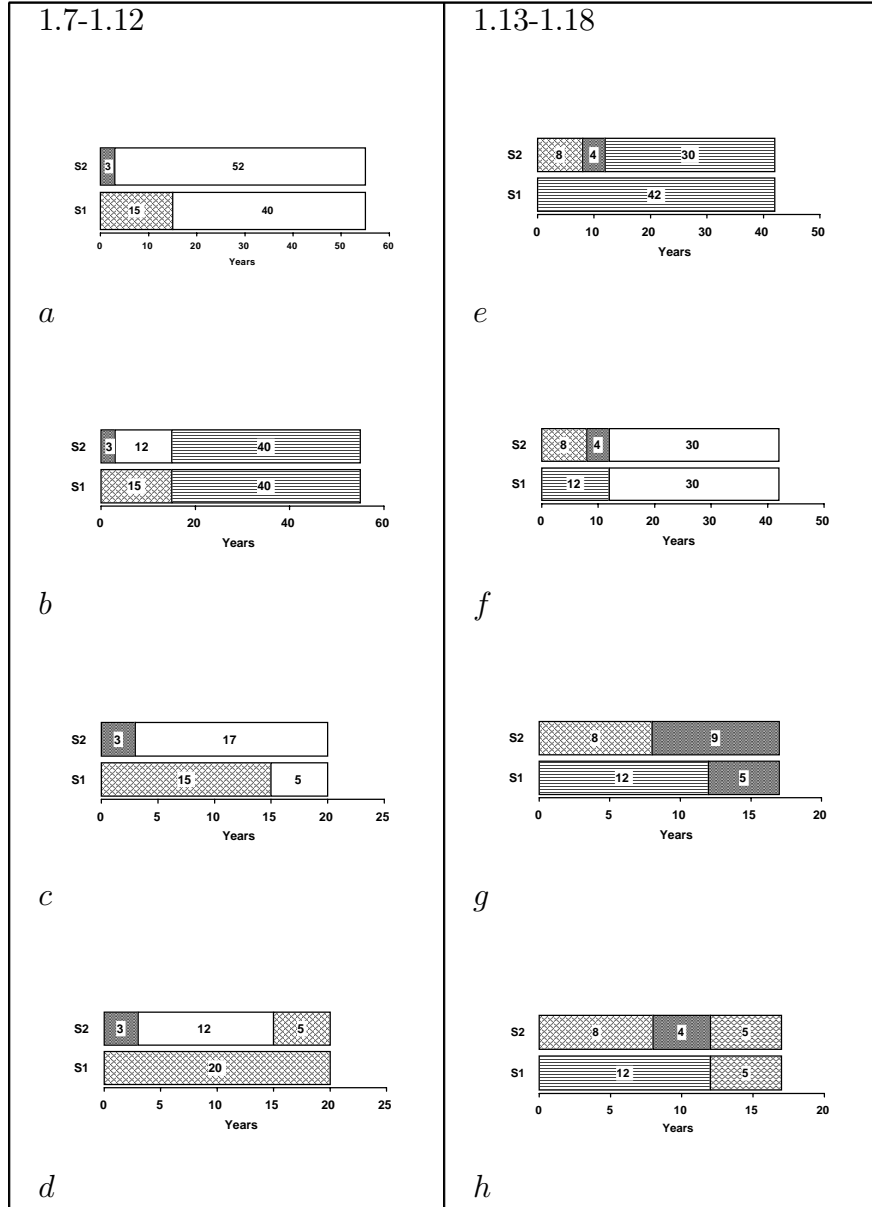 1.7-1.12
S2 3 52
S1 15 40
0 10 20 30 40 50 60
Years
a
S2 3 12 40
S1 15 40
0 20 40 60
Years
b
S2 3 17
S1 15 5
0 5 10 15 20 25
Years
c
S2 3 12 5
S1 20
0 5 10 15 20 25
Years
d
1.13-1.18
S2 8 4 30
S1 42
0 10 20 30 40 50
Years
e
S2 8 4 30
S1 12 30
0 10 20 30 40 50
Years
f
S2 8 9
S1 12 5
0 5 10 15 20
Years
g
S2 8 4 5
S1 12 5
0 5 10 15 20
Years
h